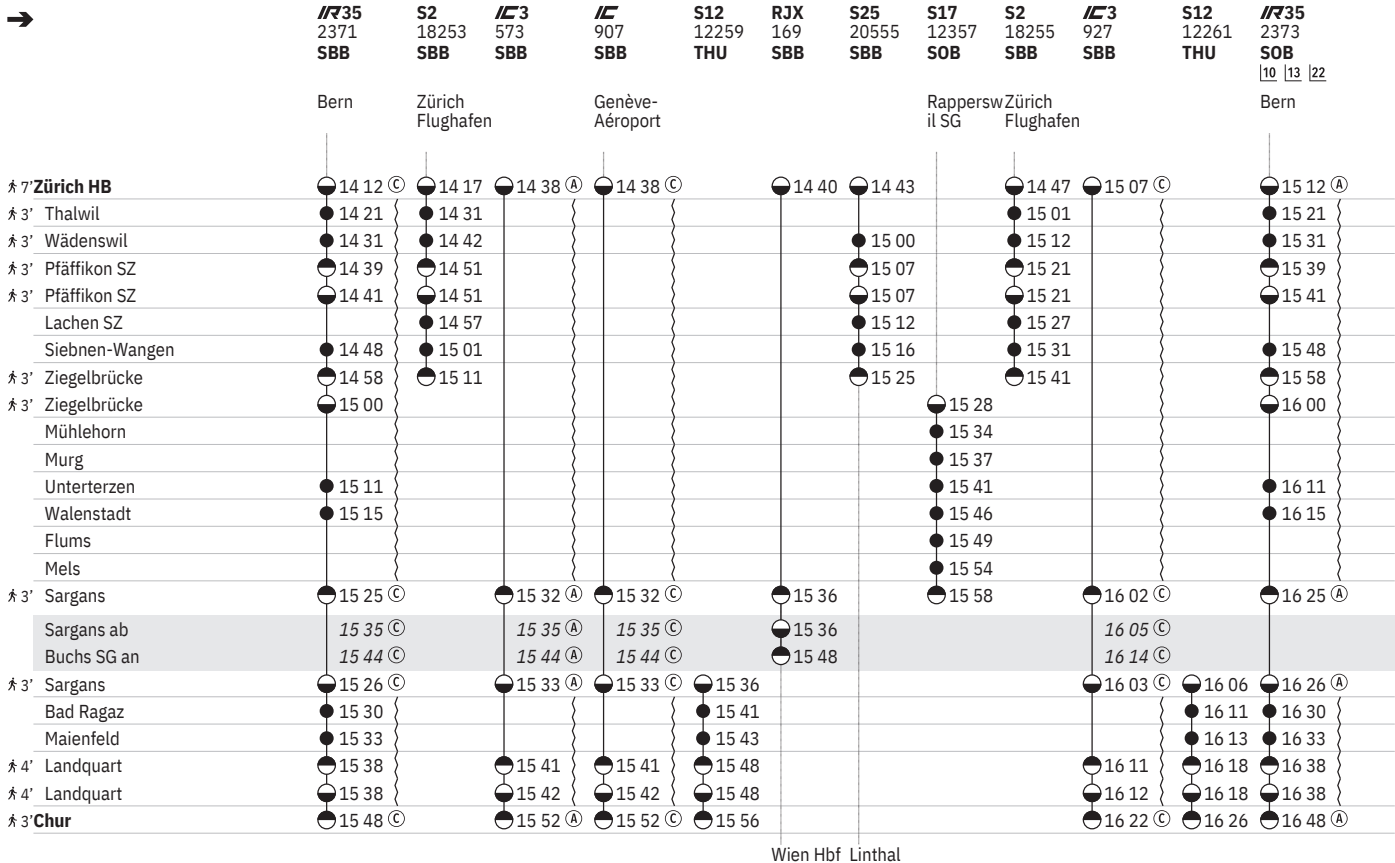 IR35 S2 IC3 IC S12 RJX S25 S17 S2 IC3 S12 IR35
2371 18253 573 907 12259 169 20555 12357 18255 927 12261 2373
SBB SBB SBB SBB THU SBB SBB SOB SBB SBB THU SOB
10 13 22
Bern Zürich Genève- Rappersw Zürich Bern
Flughafen Aéroport il SG Flughafen
7' Zürich HB 14 12 C 14 17 14 38 A 14 38 C 14 40 14 43 14 47 15 07 C 15 12 A
3' Thalwil 14 21 14 31 15 01 15 21
3' Wädenswil 14 31 14 42 15 00 15 12 15 31
3' Pfäffikon SZ 14 39 14 51 15 07 15 21 15 39
3' Pfäffikon SZ 14 41 14 51 15 07 15 21 15 41
Lachen SZ 14 57 15 12 15 27
Siebnen-Wangen 14 48 15 01 15 16 15 31 15 48
3' Ziegelbrücke 14 58 15 11 15 25 15 41 15 58
3' Ziegelbrücke 15 00 15 28 16 00
Mühlehorn 15 34
Murg 15 37
Unterterzen 15 11 15 41 16 11
Walenstadt 15 15 15 46 16 15
Flums 15 49
Mels 15 54
3' Sargans 15 25 C 15 32 A 15 32 C 15 36 15 58 16 02 C 16 25 A
Sargans ab 15 35 C 15 35 A 15 35 C 15 36 16 05 C
Buchs SG an 15 44 C 15 44 A 15 44 C 15 48 16 14 C
3' Sargans 15 26 C 15 33 A 15 33 C 15 36 16 03 C 16 06 16 26 A
Bad Ragaz 15 30 15 41 16 11 16 30
Maienfeld 15 33 15 43 16 13 16 33
4' Landquart 15 38 15 41 15 41 15 48 16 11 16 18 16 38
4' Landquart 15 38 15 42 15 42 15 48 16 12 16 18 16 38
3' Chur 15 48 C 15 52 A 15 52 C 15 56 16 22 C 16 26 16 48 A
Wien Hbf Linthal